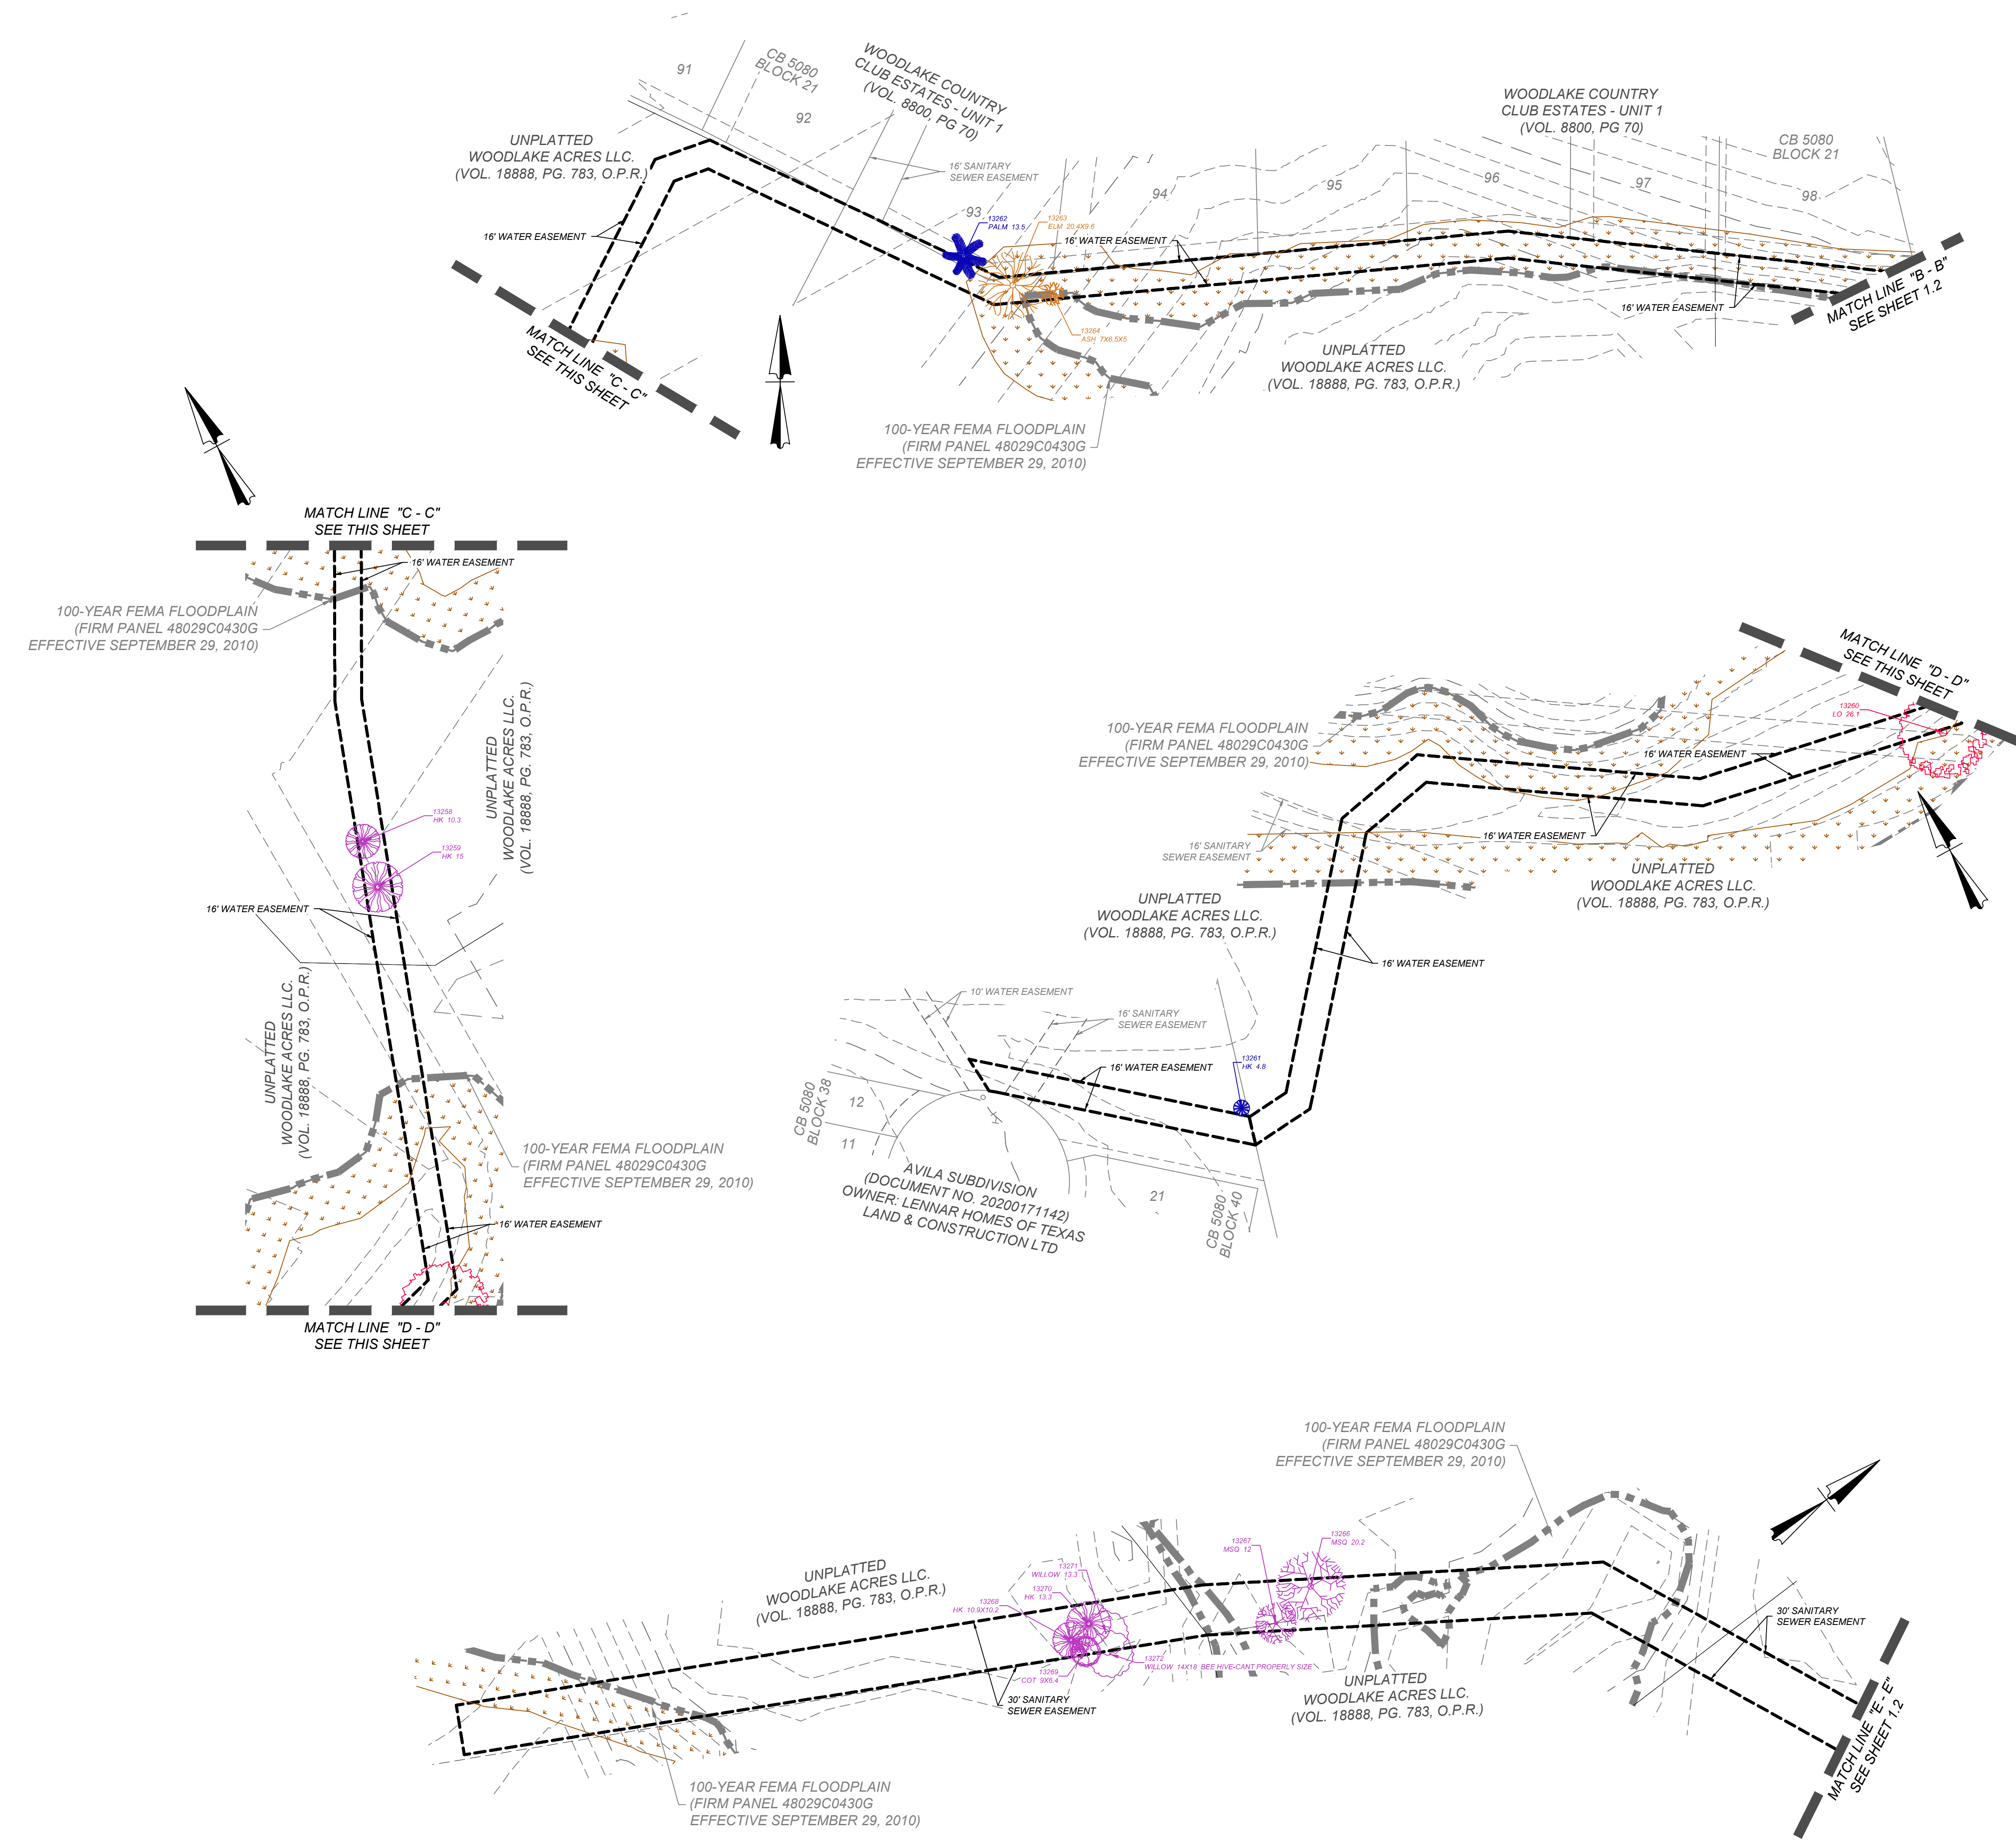 91
CB 5080
BLOCK 21
92
WOODLAKE COUNTRY
CLUB ESTATES - UNIT 1
(VOL. 8800, PG 70)
UNPLATTED
WOODLAKE ACRES LLC.
(VOL. 18888, PG. 783, O.P.R.)
16' SANITARY
SEWER EASEMENT
16' WATER EASEMENT
93
13262
PALM 13.5
13263
ELM 20.4X9.6
16' WATER EASEMENT
94
95
96
97
98
WOODLAKE COUNTRY
CLUB ESTATES - UNIT 1
(VOL. 8800, PG 70)
CB 5080
BLOCK 21
16' WATER EASEMENT
MATCH LINE "B - B"
SEE SHEET 1.2
13264
ASH 7X6.5X5
UNPLATTED
WOODLAKE ACRES LLC.
(VOL. 18888, PG. 783, O.P.R.)
MATCH LINE "C - C"
SEE THIS SHEET
100-YEAR FEMA FLOODPLAIN
(FIRM PANEL 48029C0430G
EFFECTIVE SEPTEMBER 29, 2010)
MATCH LINE "C - C"
SEE THIS SHEET
16' WATER EASEMENT
100-YEAR FEMA FLOODPLAIN
(FIRM PANEL 48029C0430G
EFFECTIVE SEPTEMBER 29, 2010)
UNPLATTED
WOODLAKE ACRES LLC.
(VOL. 18888, PG. 783, O.P.R.)
13258
HK 10.3
13259
HK 15
16' WATER EASEMENT
UNPLATTED
WOODLAKE ACRES LLC.
(VOL. 18888, PG. 783, O.P.R.)
100-YEAR FEMA FLOODPLAIN
(FIRM PANEL 48029C0430G
EFFECTIVE SEPTEMBER 29, 2010)
16' WATER EASEMENT
MATCH LINE "D - D"
SEE THIS SHEET
MATCH LINE "D - D"
SEE THIS SHEET
13260
LO 26.1
100-YEAR FEMA FLOODPLAIN
(FIRM PANEL 48029C0430G
EFFECTIVE SEPTEMBER 29, 2010)
16' WATER EASEMENT
16' WATER EASEMENT
16' SANITARY
SEWER EASEMENT
UNPLATTED
WOODLAKE ACRES LLC.
(VOL. 18888, PG. 783, O.P.R.)
UNPLATTED
WOODLAKE ACRES LLC.
(VOL. 18888, PG. 783, O.P.R.)
16' WATER EASEMENT
10' WATER EASEMENT
16' SANITARY
SEWER EASEMENT
13261
HK 4.8
16' WATER EASEMENT
CB 5080
BLOCK 38
12
11
AVILA SUBDIVISION
(DOCUMENT NO. 20200171142)
OWNER: LENNAR HOMES OF TEXAS
LAND & CONSTRUCTION LTD
21
CB 5080
BLOCK 40
100-YEAR FEMA FLOODPLAIN
(FIRM PANEL 48029C0430G
EFFECTIVE SEPTEMBER 29, 2010)
13267
MSQ 12
13266
MSQ 20.2
13271
WILLOW 13.3
13270
HK 13.3
13268
HK 10.9X10.2
UNPLATTED
WOODLAKE ACRES LLC.
(VOL. 18888, PG. 783, O.P.R.)
30' SANITARY
SEWER EASEMENT
13269
COT 9X6.4
13272
WILLOW 14X18 BEE HIVE-CANT PROPERLY SIZE
UNPLATTED
WOODLAKE ACRES LLC.
(VOL. 18888, PG. 783, O.P.R.)
30' SANITARY
SEWER EASEMENT
MATCH LINE "E - E"
SEE SHEET 1.2
100-YEAR FEMA FLOODPLAIN
(FIRM PANEL 48029C0430G
EFFECTIVE SEPTEMBER 29, 2010)